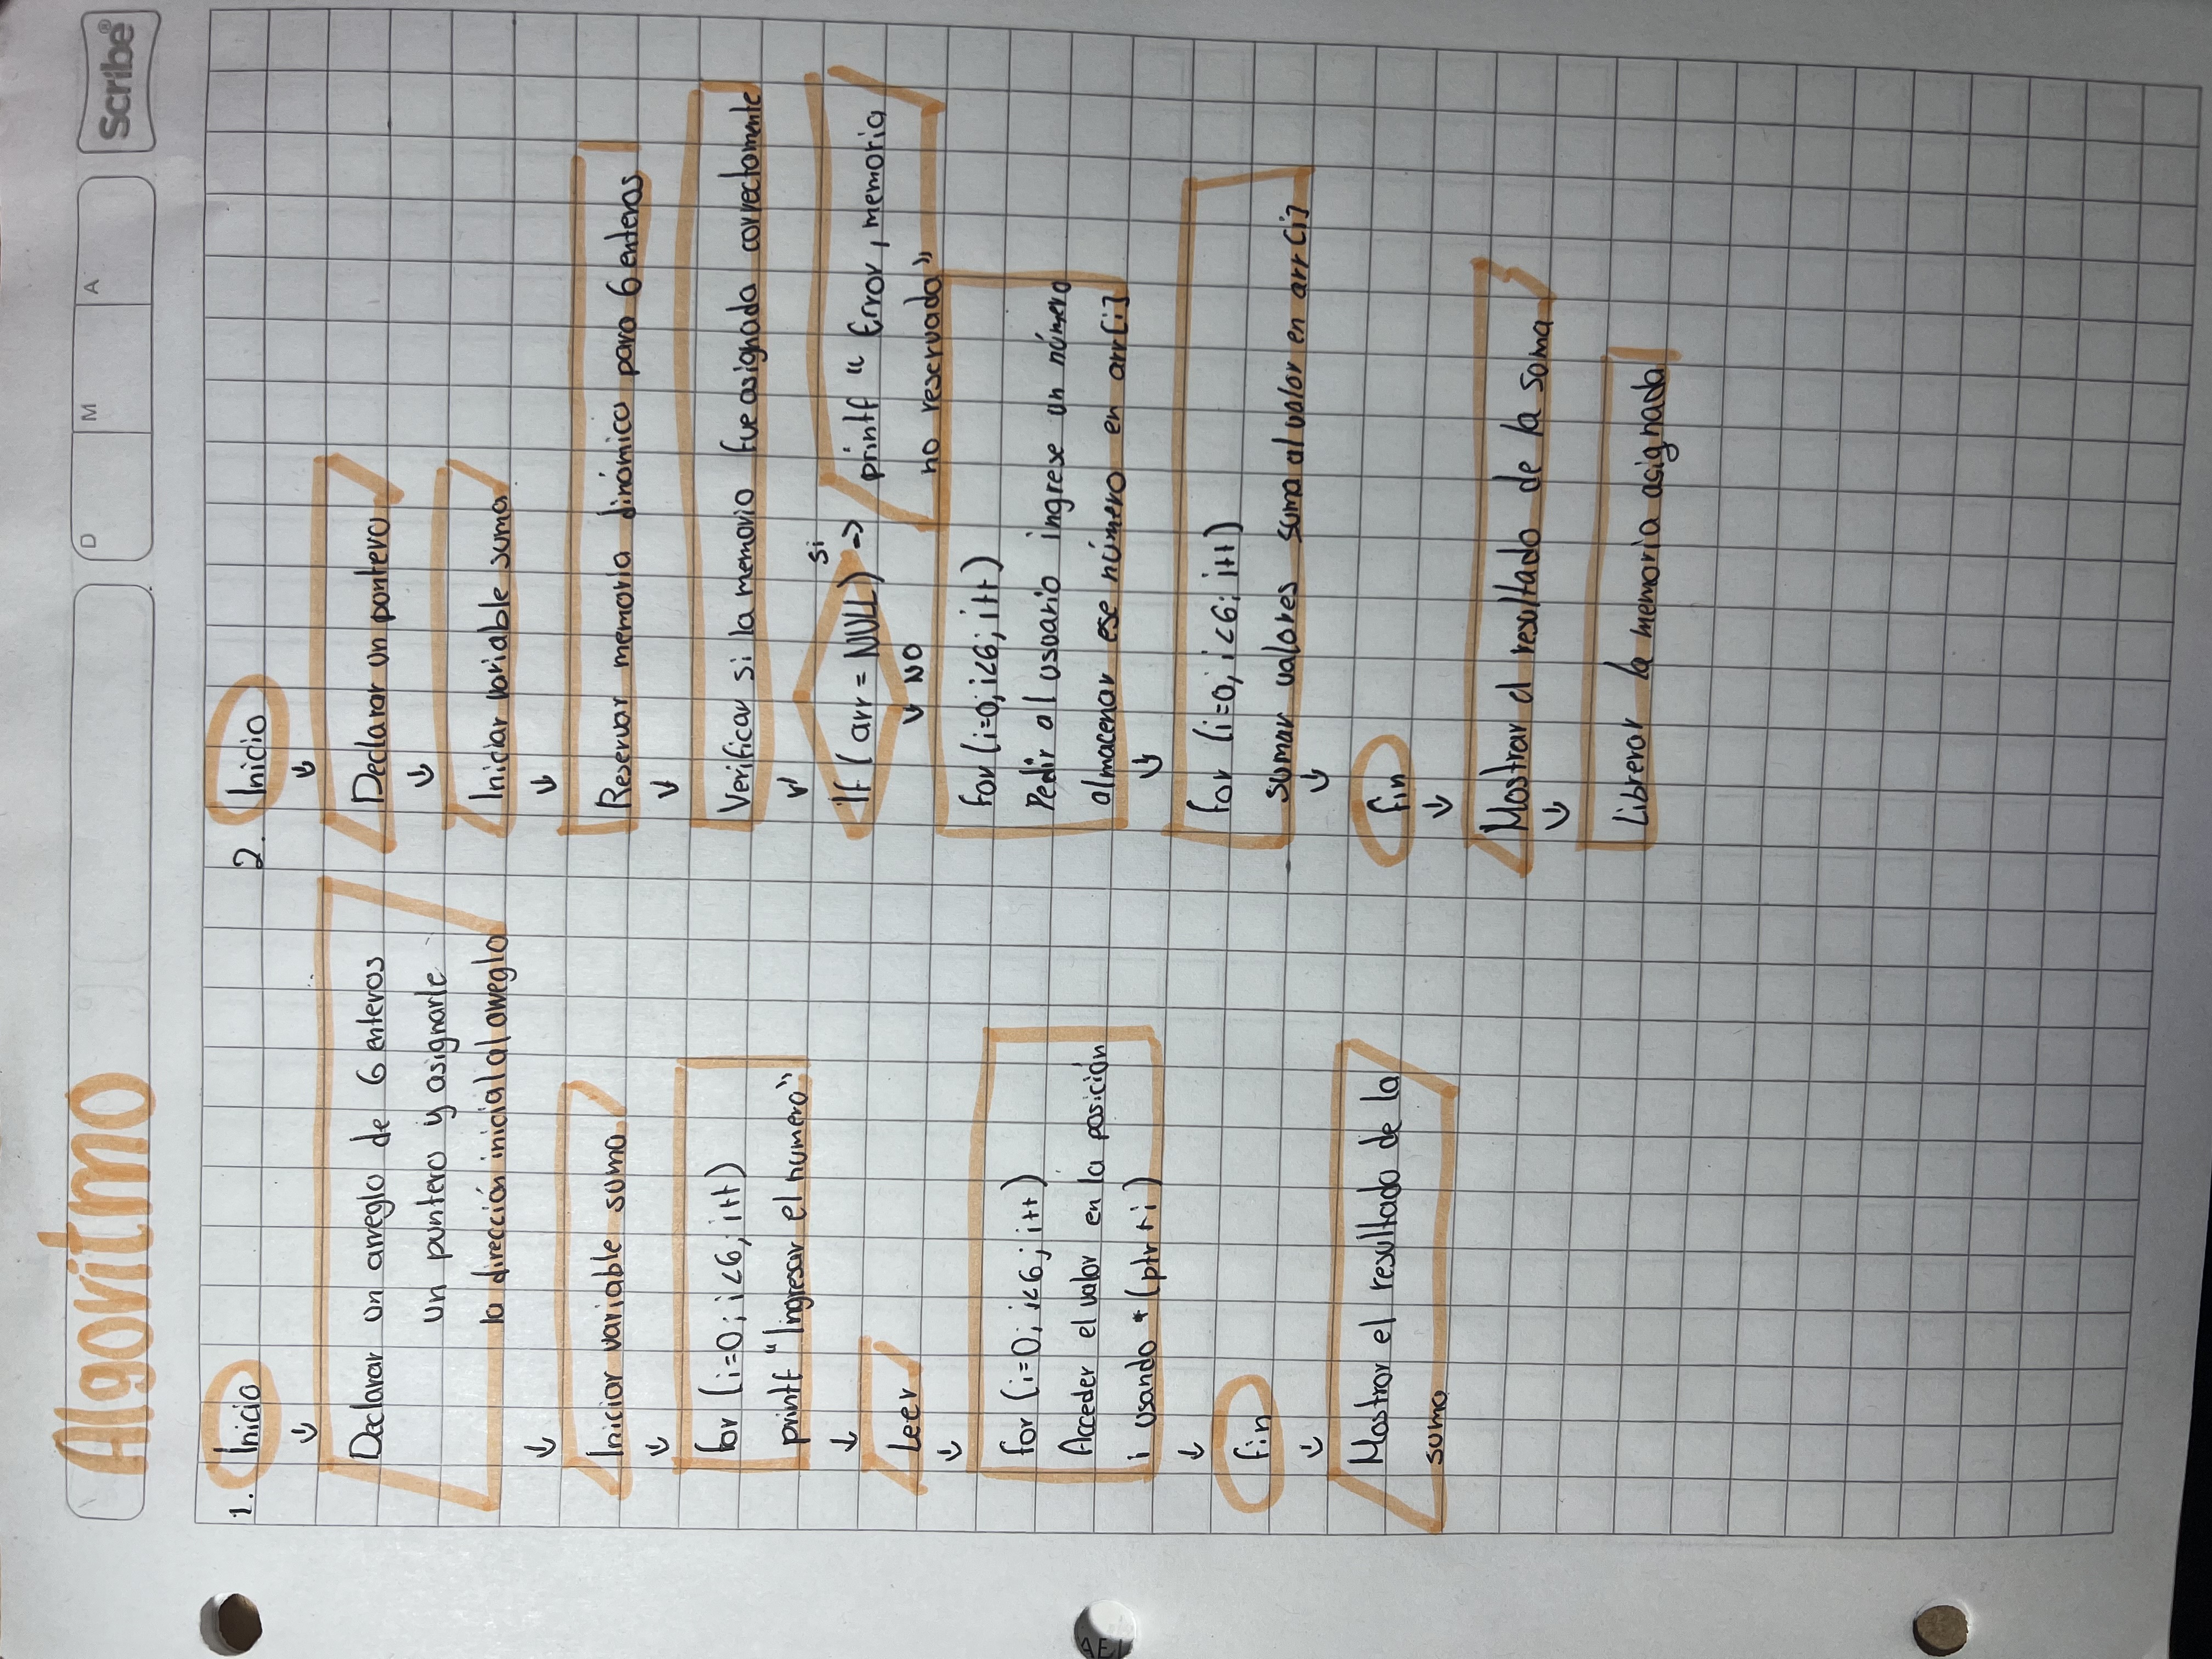 Algoritmo
D M A
Scribe®
1. Inicio
Declarar un arreglo de 6 enteros
un puntero y asignarle
la dirección inicial al arreglo
Iniciar variable suma
for (i=0; i<6; i++)
printf "Ingresar el numero"
Leer
for (i=0; i<6; i++)
Acceder el valor en la posición
i usando *(ptr + i)
fin
Mostrar el resultado de la
suma
2. Inicio
Declarar un pontero
Iniciar variable suma
Reservar memoria dinámica para 6 enteros
Verificar si la memoria fue asignada correctamente
If (arr = NULL) -> si
printf " Error, memoria
no reservada"
NO
for (i=0; i<6; i++)
Pedir al usuario ingrese un número
almacenar ese número en arr[i]
for (i=0; i<6; i++)
sumar valores suma al valor en arr[i]
fin
Mostrar el resultado de la suma
Librerar la memoria asignada